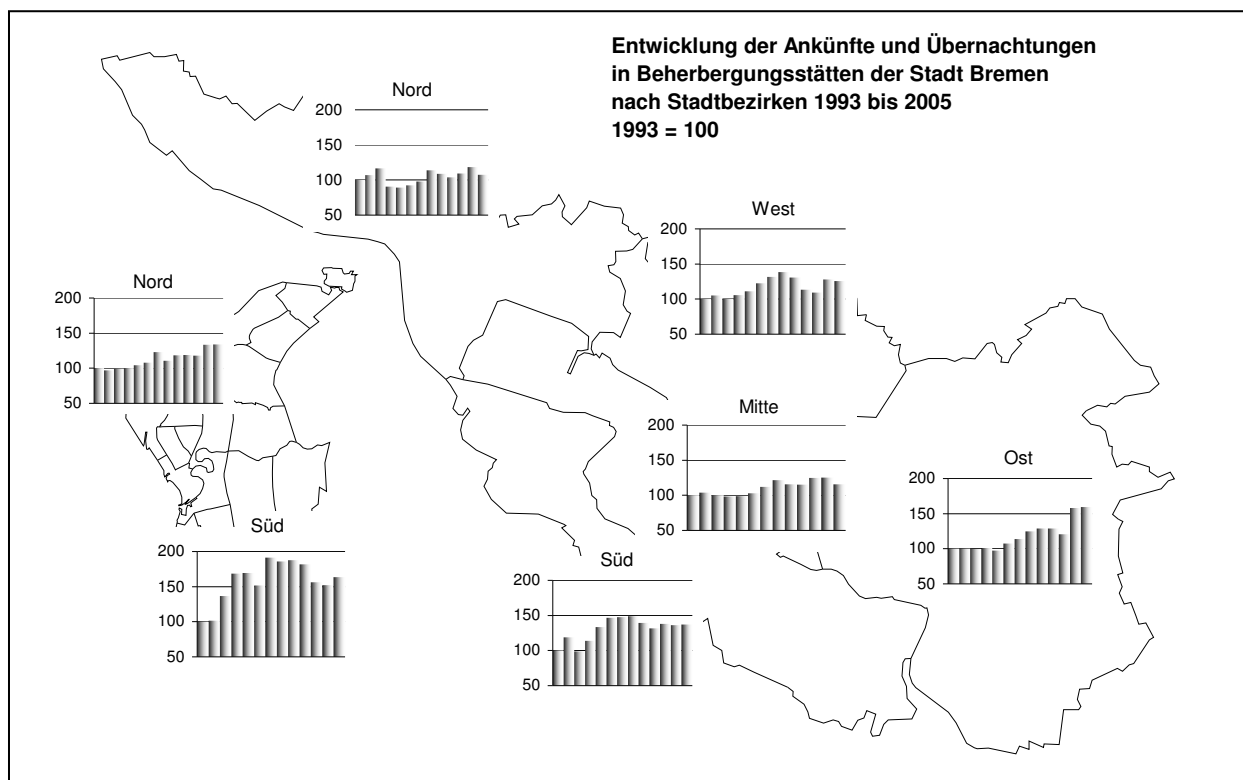 Entwicklung der Ankünfte und Übernachtungen
in Beherbergungsstätten der Stadt Bremen
nach Stadtbezirken 1993 bis 2005
1993 = 100
Nord
200
150
100
50
West
200
150
100
50
Nord
200
150
100
50
Mitte
200
150
100
50
Ost
200
150
100
50
Süd
200
150
100
50
Süd
200
150
100
50